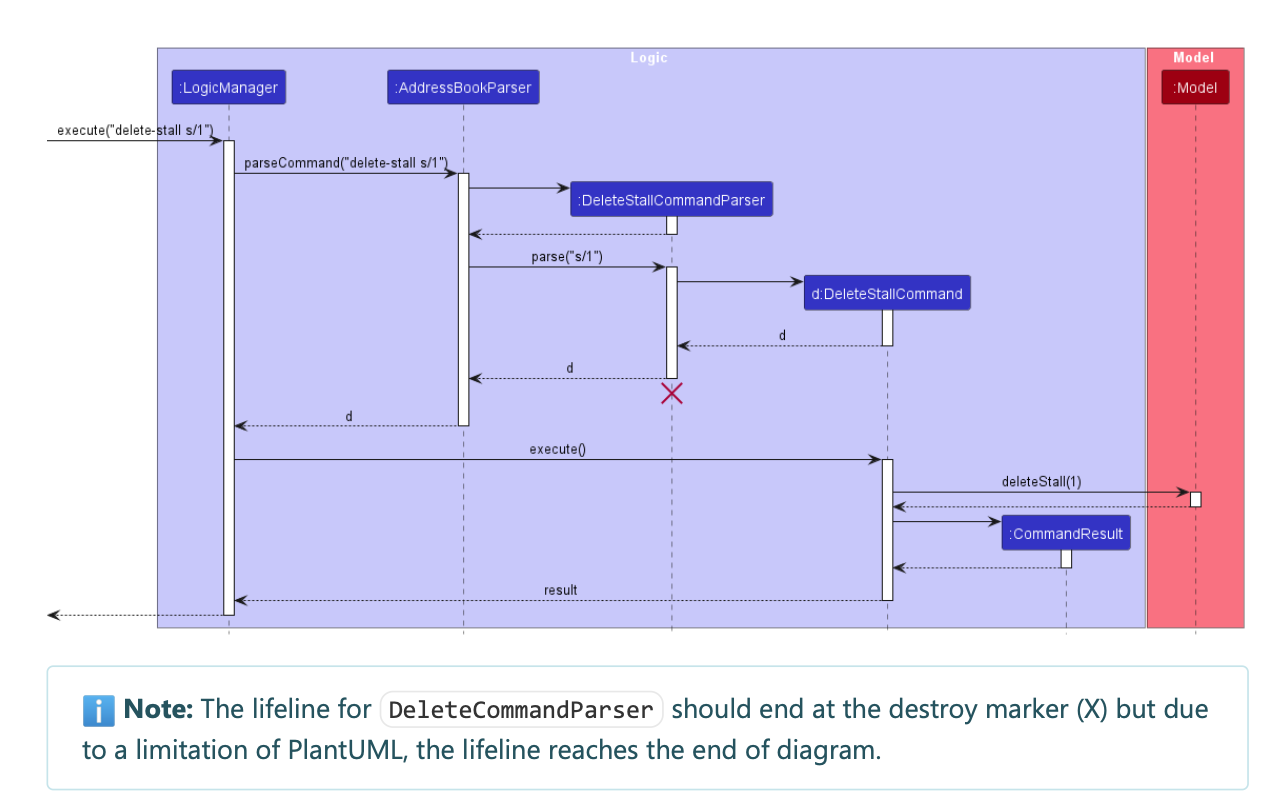 Logic
Model
:LogicManager
:AddressBookParser
:Model
execute("delete-stall s/1")
parseCommand("delete-stall s/1")
:DeleteStallCommandParser
parse("s/1")
d:DeleteStallCommand
d
d
d
execute()
deleteStall(1)
:CommandResult
result
Note: The lifeline for DeleteCommandParser should end at the destroy marker (X) but due
to a limitation of PlantUML, the lifeline reaches the end of diagram.